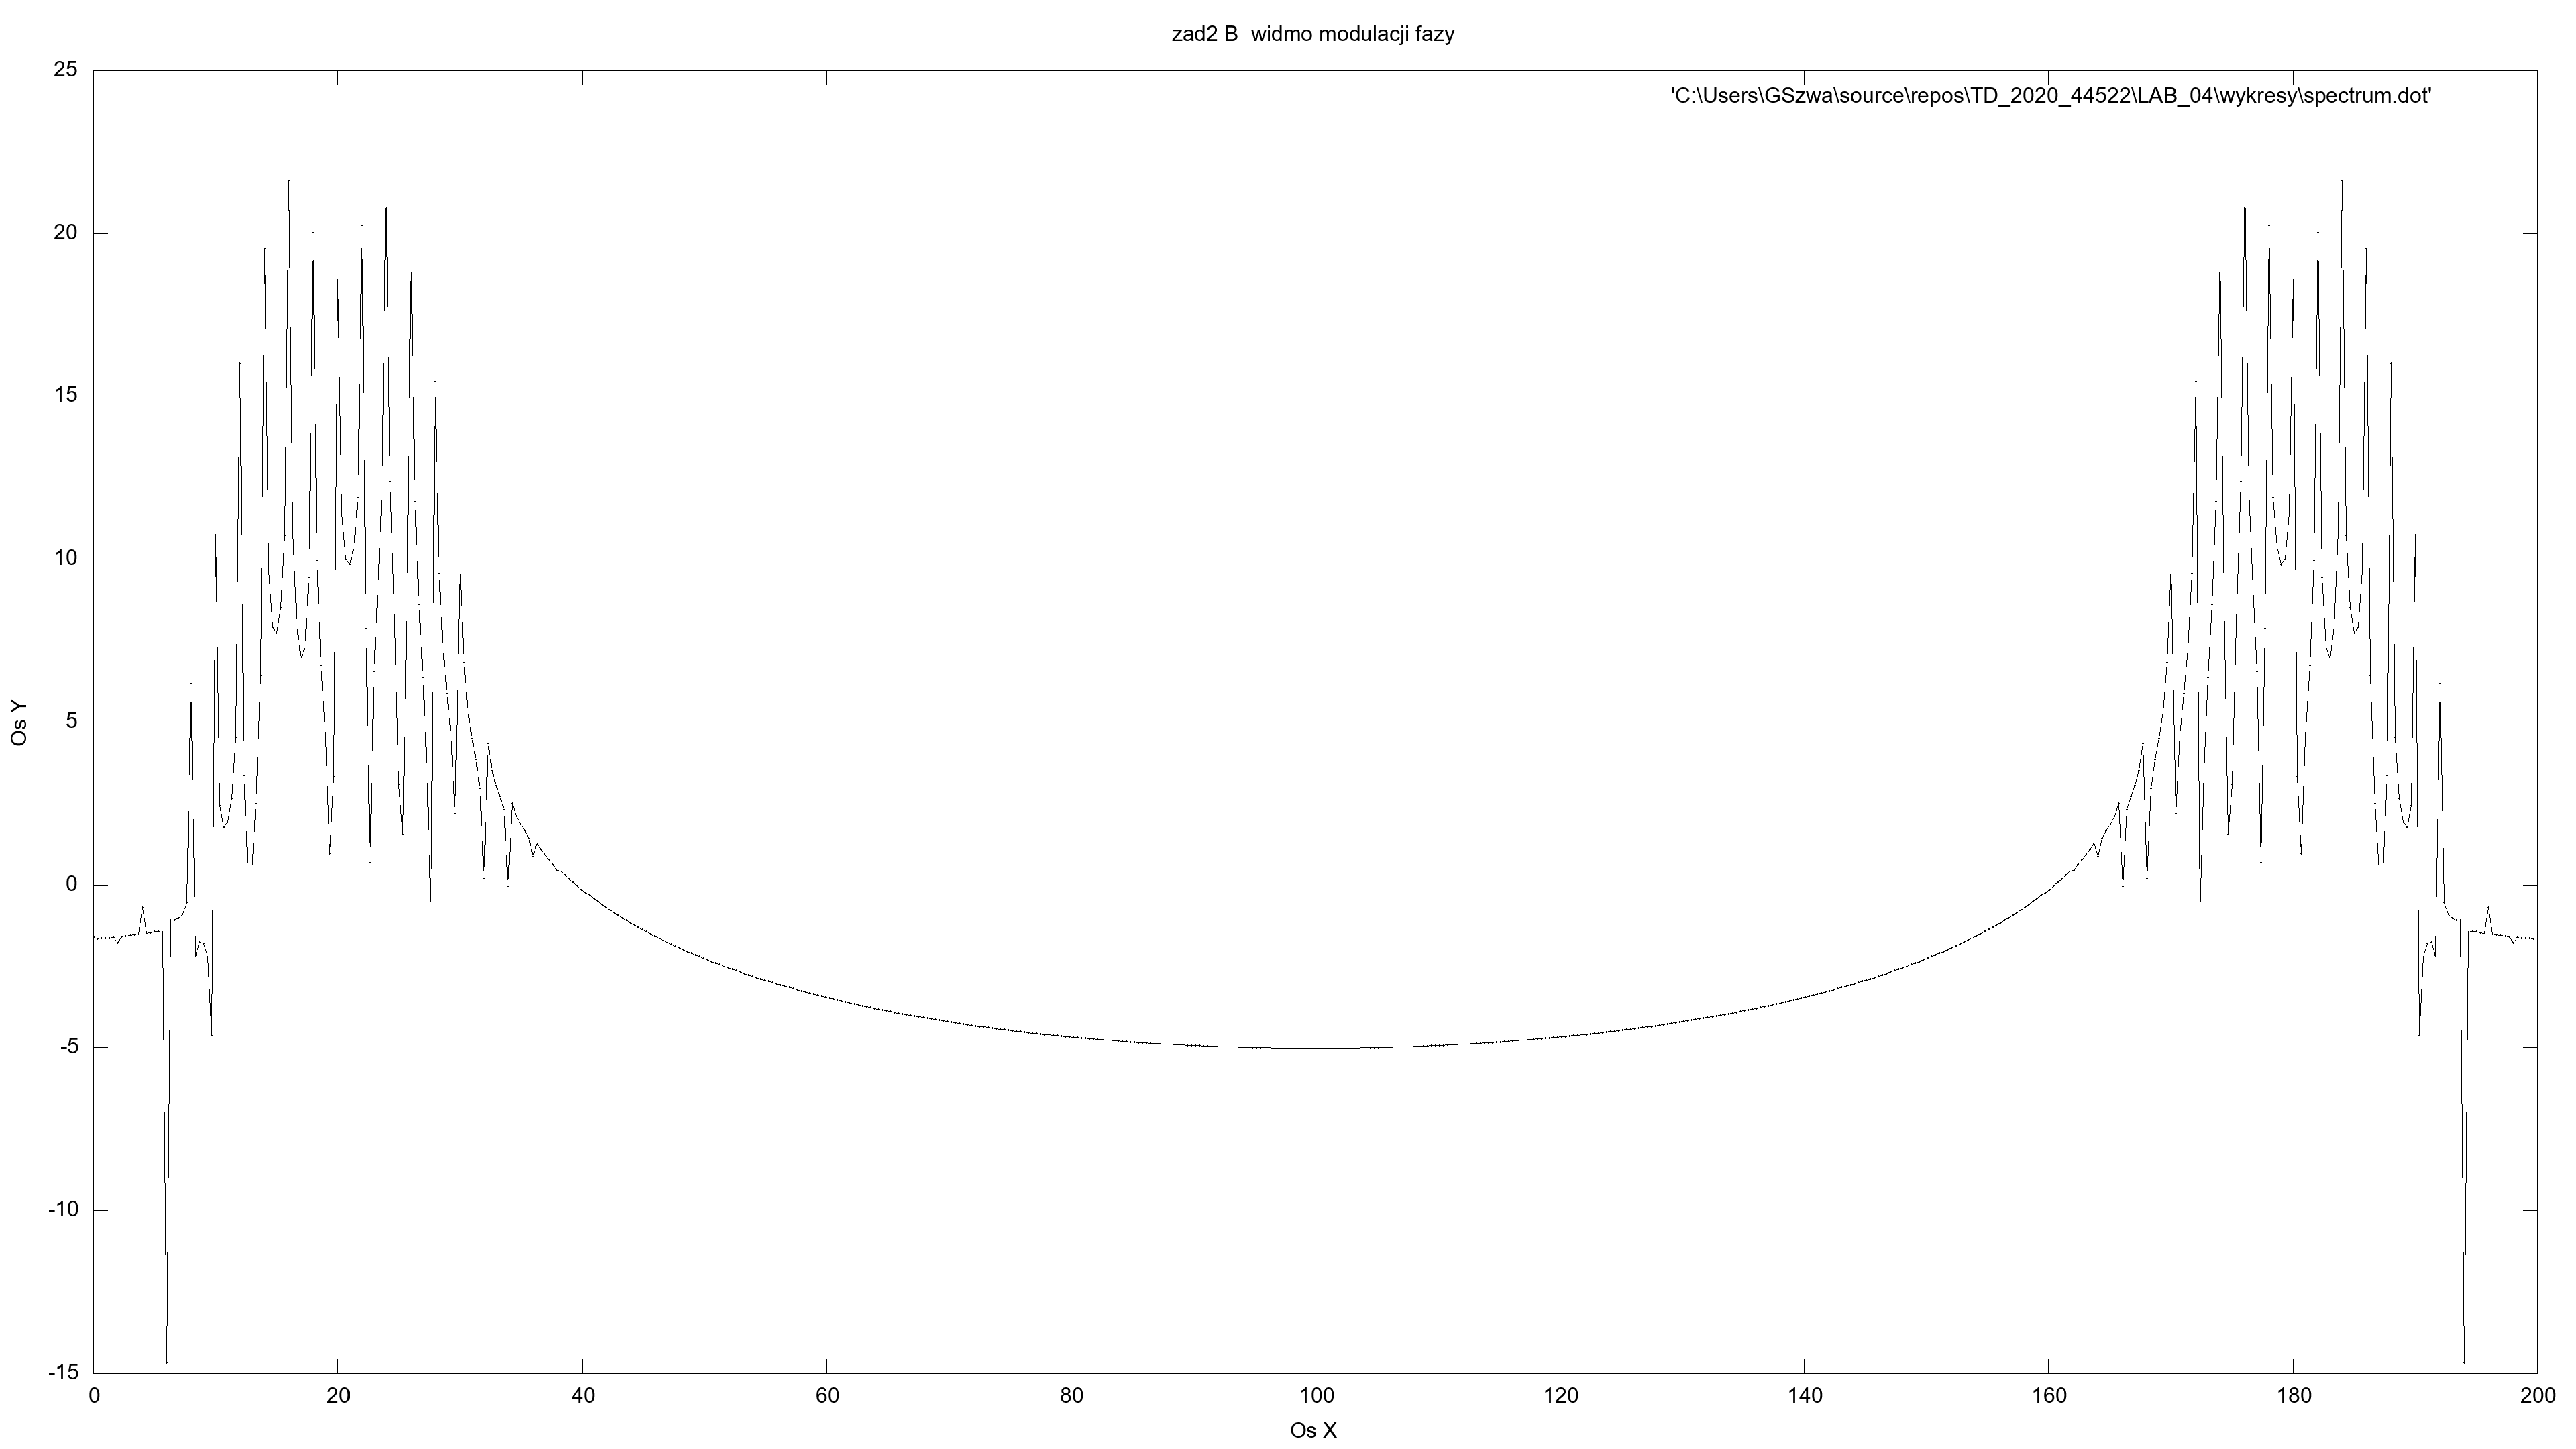 zad2 B  widmo modulacji fazy
'C:\Users\GSzwa\source\repos\TD_2020_44522\LAB_04\wykresy\spectrum.dot'
25
20
15
10
5
0
-5
-10
-15
Os Y
0 20 40 60 80 100 120 140 160 180 200
Os X